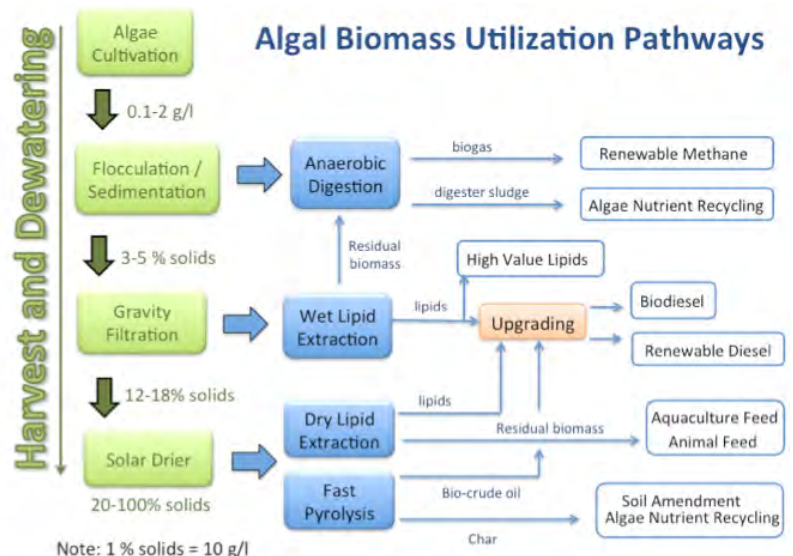 Algal Biomass Utilization Pathways
Harvest and Dewatering
Algae
Cultivation
0.1-2 g/l
Flocculation /
Sedimentation
3-5 % solids
Gravity
Filtration
12-18% solids
Solar Drier
20-100% solids
Note: 1 % solids = 10 g/l
Anaerobic
Digestion
biogas
Renewable Methane
digester sludge
Algae Nutrient Recycling
Residual
biomass
Wet Lipid
Extraction
lipids
High Value Lipids
Upgrading
Biodiesel
Renewable Diesel
Dry Lipid
Extraction
lipids
Residual biomass
Aquaculture Feed
Animal Feed
Fast
Pyrolysis
Bio-crude oil
Char
Soil Amendment
Algae Nutrient Recycling